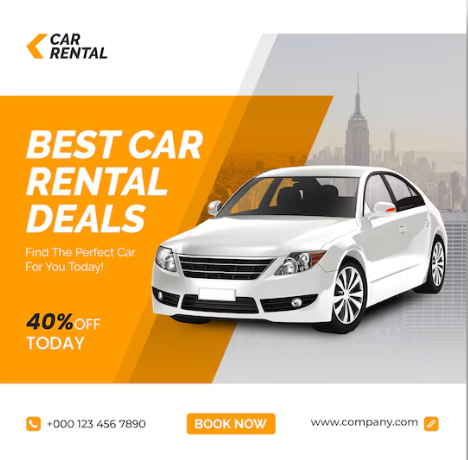 CAR
RENTAL
BEST CAR
RENTAL
DEALS
Find The Perfect Car
For You Today!
40%OFF
TODAY
+000 123 456 7890
BOOK NOW
www.company.com